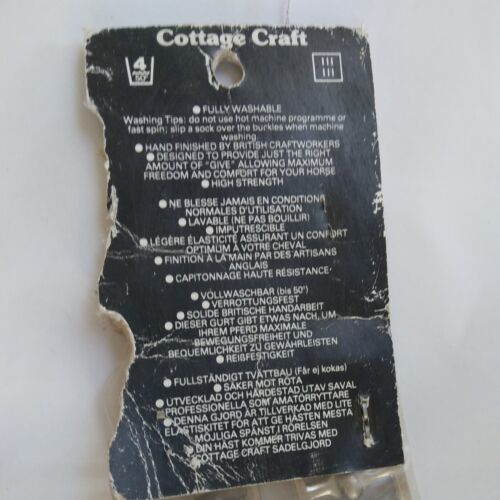 Cottage Craft
4
50°
● FULLY WASHABLE
Washing Tips: do not use hot machine programme or
fast spin; slip a sock over the buckles when machine
washing.
● HAND FINISHED BY BRITISH CRAFTWORKERS
● DESIGNED TO PROVIDE JUST THE RIGHT
AMOUNT OF "GIVE" ALLOWING MAXIMUM
FREEDOM AND COMFORT FOR YOUR HORSE
● HIGH STRENGTH
● NE BLESSE JAMAIS EN CONDITIONS
NORMALES D'UTILISATION
● LAVABLE (NE PAS BOUILLIR)
● IMPUTRESCIBLE
● LÉGÈRE ÉLASTICITÉ ASSURANT UN CONFORT
OPTIMUM À VOTRE CHEVAL
● FINITION À LA MAIN PAR DES ARTISANS
ANGLAIS
● CAPITONNAGE HAUTE RÉSISTANCE
● VOLLWASCHBAR (bis 50°)
● VERROTTUNGSFEST
● SOLIDE BRITISCHE HANDARBEIT
● DIESER GURT GIBT ETWAS NACH, UM
IHREM PFERD MAXIMALE
BEWEGUNGSFREIHEIT UND
BEQUEMLICHKEIT ZU GEWÄHRLEISTEN
● REIßFESTIGKEIT
● FULLSTÄNDIGT TVÄTTBAU (Får ej kokas)
● SÄKER MOT RÖTA
● UTVECKLAD OCH HÄRDESTAD UTAV SÅVAL
PROFESSIONELLA SOM AMATÖRRYTTARE
● DENNA GJORD ÄR TILLVERKAD MED LITE
ELASTISKITET FÖR ATT GE HÄSTEN MESTA
MÖJLIGA SPÄNST I RÖRELSEN
● DIN HÄST KOMMER TRIVAS MED
COTTAGE CRAFT SADELGJORD